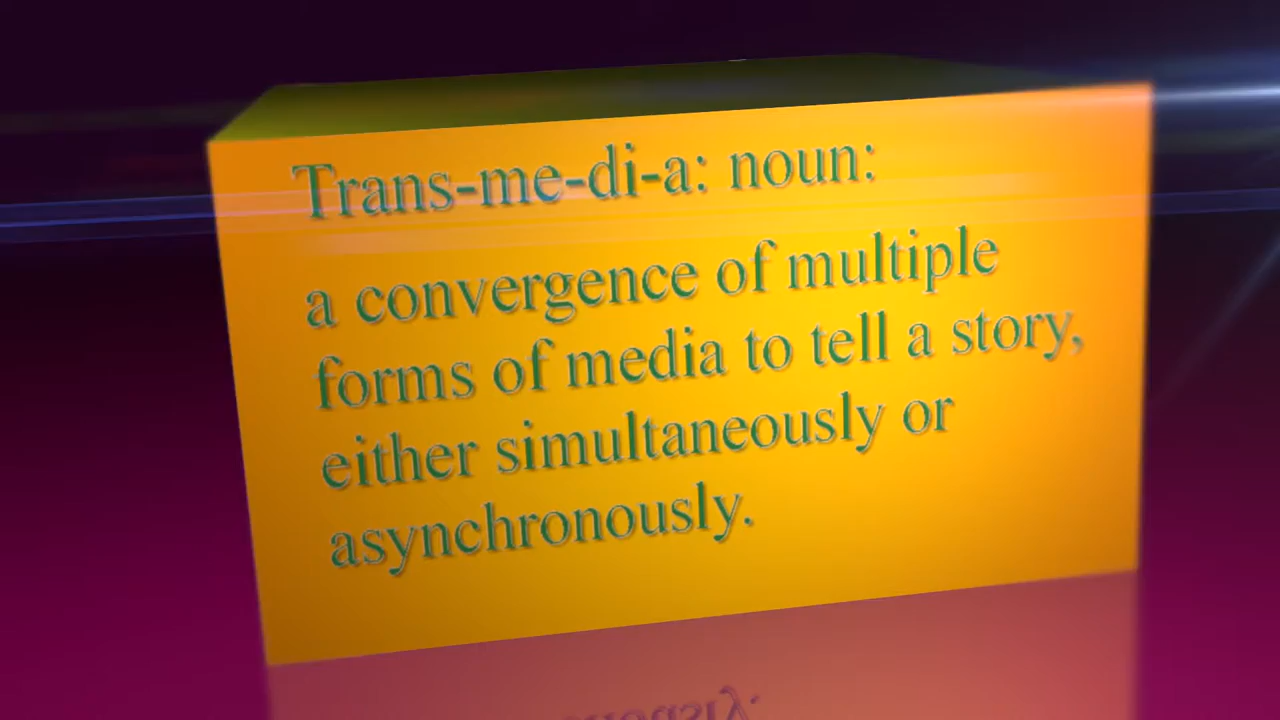 Trans-me-di-a: noun:
a convergence of multiple
forms of media to tell a story,
either simultaneously or
asynchronously.